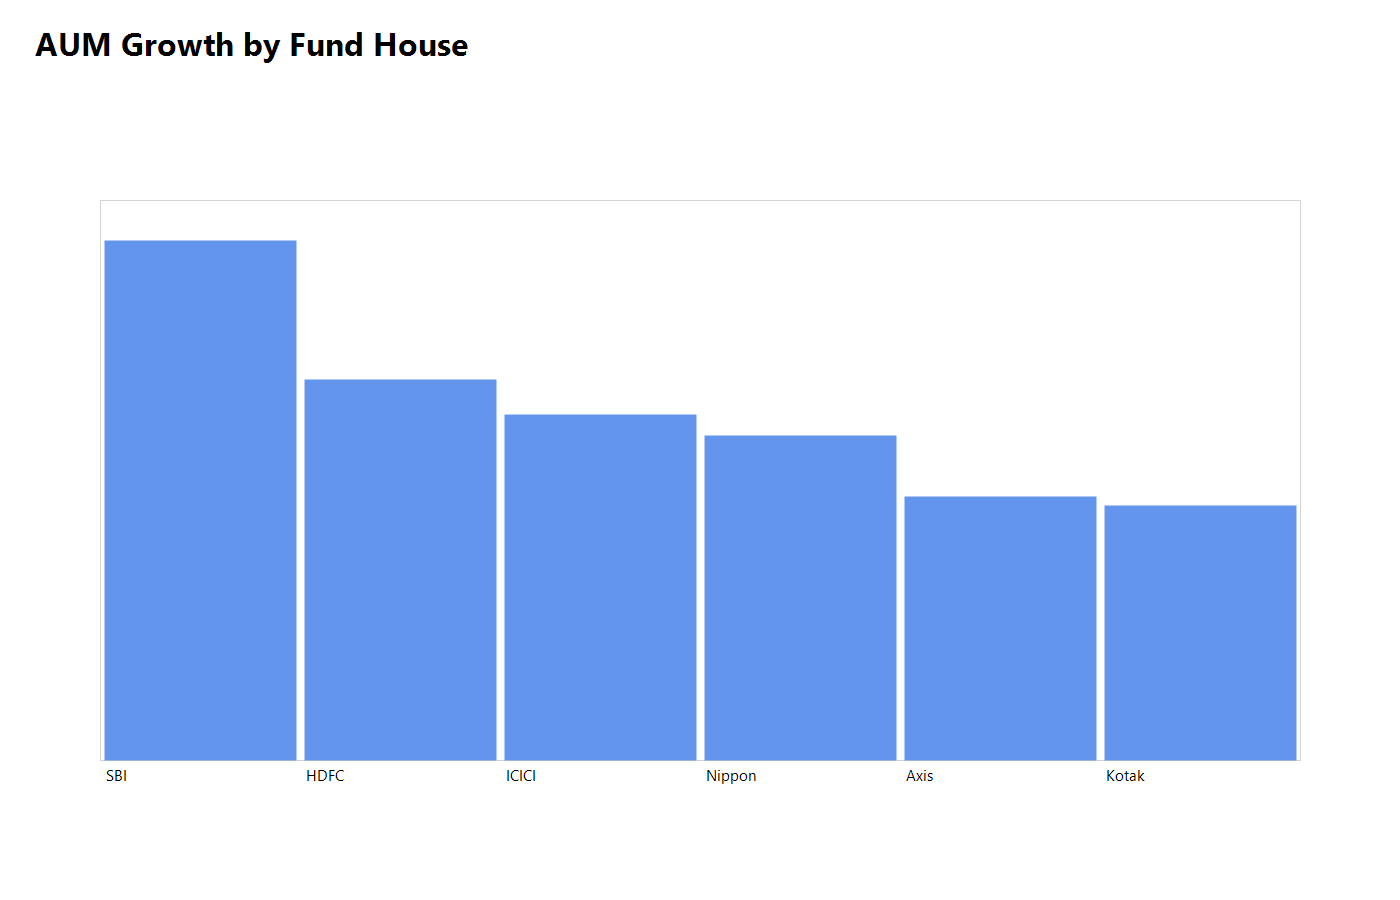 AUM Growth by Fund House
SBI HDFC ICICI Nippon Axis Kotak